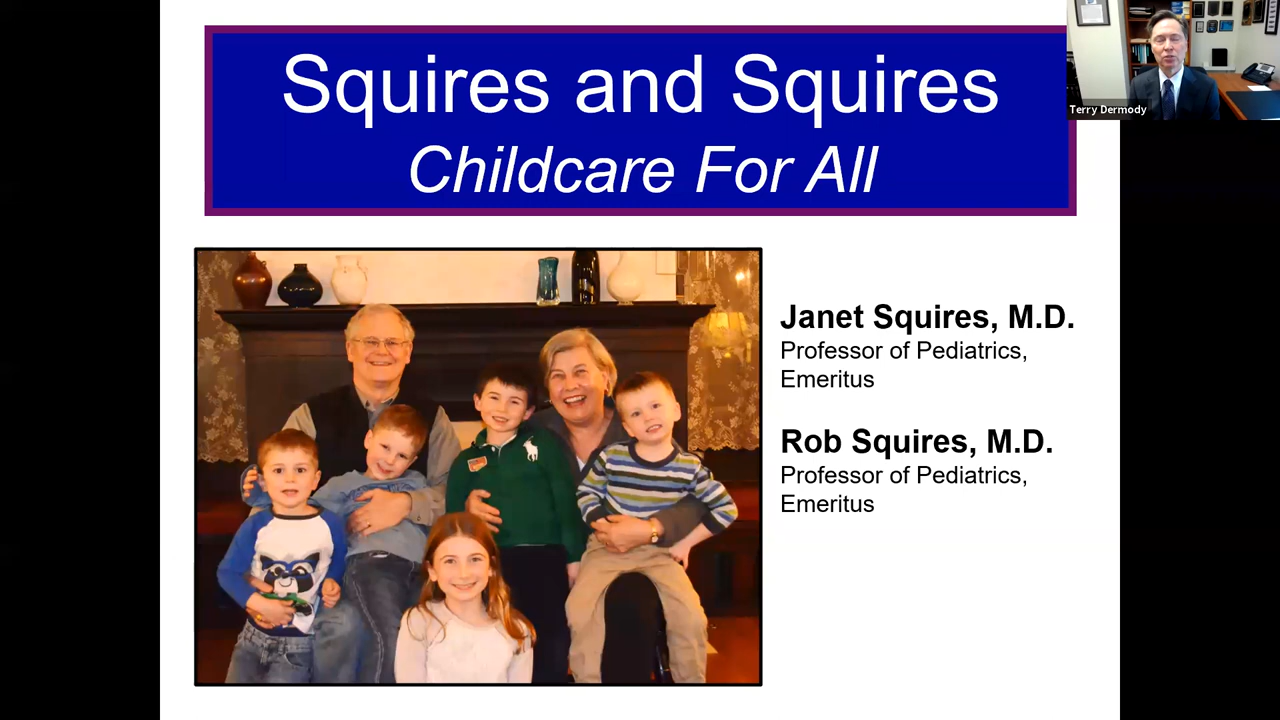 Squires and Squires
Childcare For All
Terry Dermody
Janet Squires, M.D.
Professor of Pediatrics,
Emeritus
Rob Squires, M.D.
Professor of Pediatrics,
Emeritus